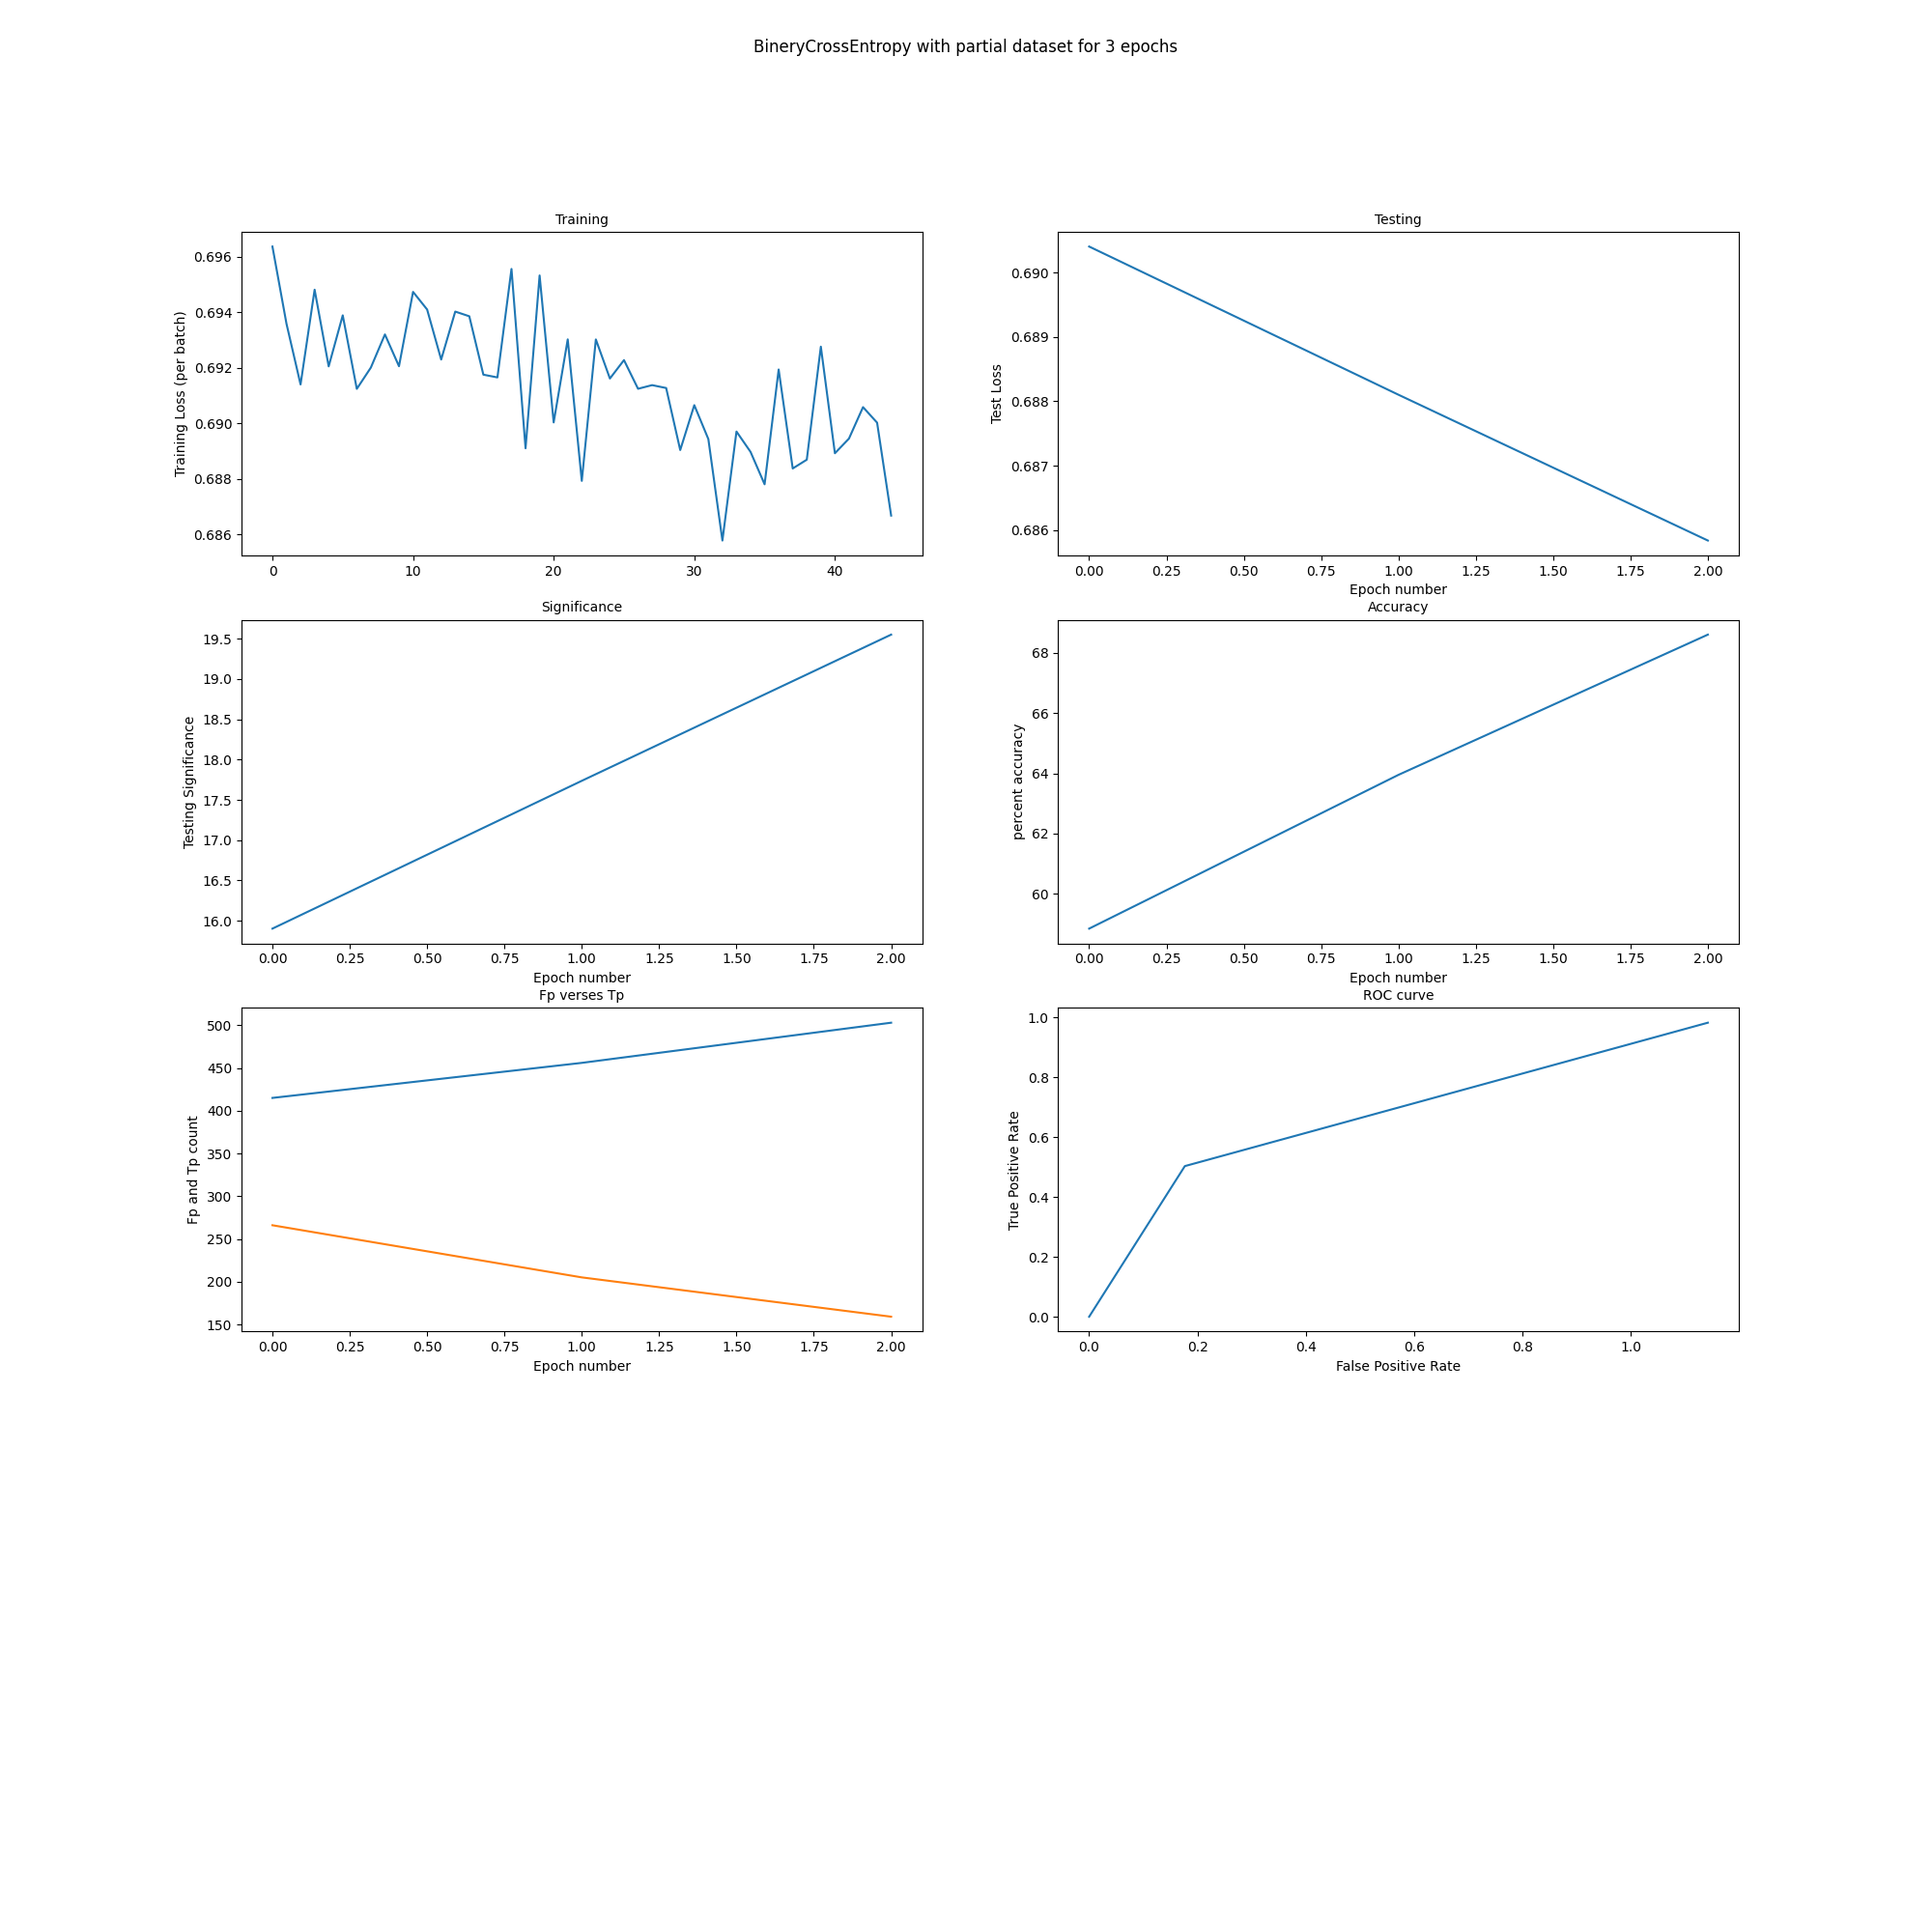 BineryCrossEntropy with partial dataset for 3 epochs
Training
Training Loss (per batch)
0.696
0.694
0.692
0.690
0.688
0.686
0 10 20 30 40
Testing
Test Loss
0.690
0.689
0.688
0.687
0.686
0.00 0.25 0.50 0.75 1.00 1.25 1.50 1.75 2.00
Epoch number
Significance
Testing Significance
19.5
19.0
18.5
18.0
17.5
17.0
16.5
16.0
0.00 0.25 0.50 0.75 1.00 1.25 1.50 1.75 2.00
Epoch number
Accuracy
percent accuracy
68
66
64
62
60
0.00 0.25 0.50 0.75 1.00 1.25 1.50 1.75 2.00
Epoch number
Fp verses Tp
Fp and Tp count
500
450
400
350
300
250
200
150
0.00 0.25 0.50 0.75 1.00 1.25 1.50 1.75 2.00
Epoch number
ROC curve
True Positive Rate
1.0
0.8
0.6
0.4
0.2
0.0
0.0 0.2 0.4 0.6 0.8 1.0
False Positive Rate